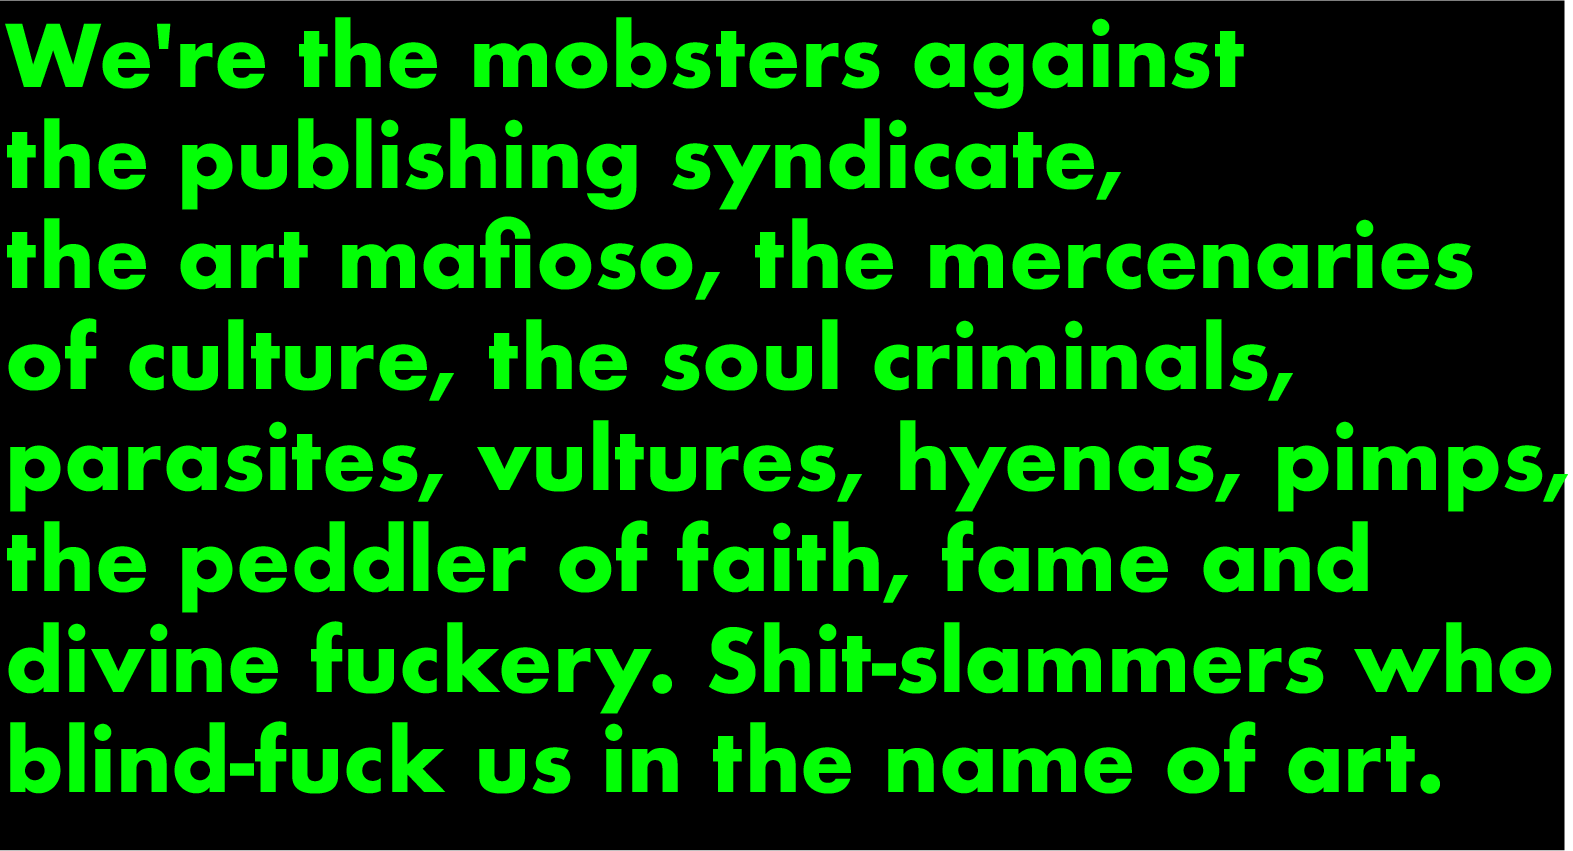 We're the mobsters against
the publishing syndicate,
the art mafioso, the mercenaries
of culture, the soul criminals,
parasites, vultures, hyenas, pimps,
the peddler of faith, fame and
divine fuckery. Shit-slammers who
blind-fuck us in the name of art.